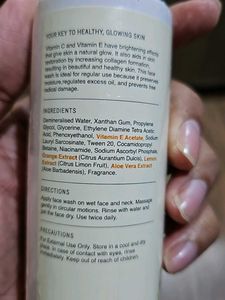 YOUR KEY TO HEALTHY, GLOWING SKIN
Vitamin C and Vitamin E have brightening effects
that give skin a natural glow. It also aids in skin
restoration by increasing collagen formation,
resulting in beautiful and healthy skin. This face
wash is ideal for regular use because it preserves
moisture,regulates excess oil, and prevents free
radical damage.
INGREDIENTS
Demineralised Water, Xanthan Gum, Propylene
Glycol, Glycerine, Ethylene Diamine Tetra Acetic
Acid, Phenoxyethanol, Vitamin E Acetate, Sodium
Lauryl Sarcosinate, Tween 20, Cocamidopropyl
Betaine, Niacinamide, Sodium Ascorbyl Phosphate,
Orange Extract (Citrus Aurantium Dulcis), Lemon
Extract (Citrus Limon Fruit), Aloe Vera Extract
(Aloe Barbadensis), Fragrance.
DIRECTIONS
Apply face wash on wet face and neck. Massage
gently in circular motions. Rinse with water and
pat the face dry. Use twice daily.
PRECAUTIONS
For External Use Only. Store in a cool and dry
place. In case of contact with eyes, rinse
immediately. Keep out of reach of children.